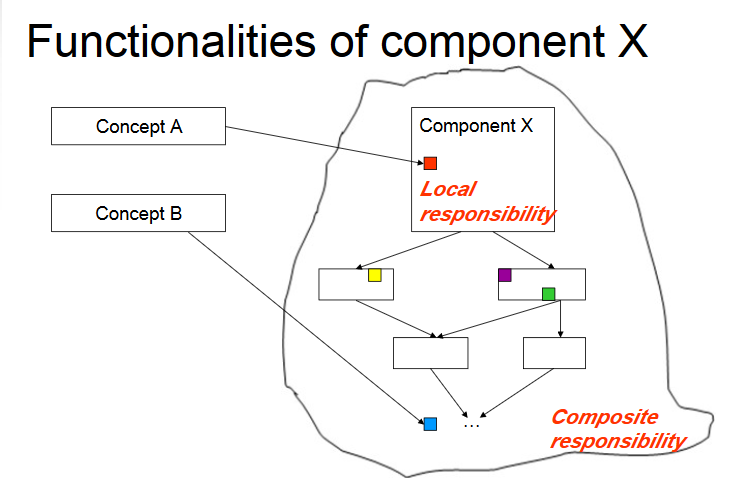 Functionalities of component X
Concept A
Component X
Local
responsibility
Concept B
...
Composite
responsibility